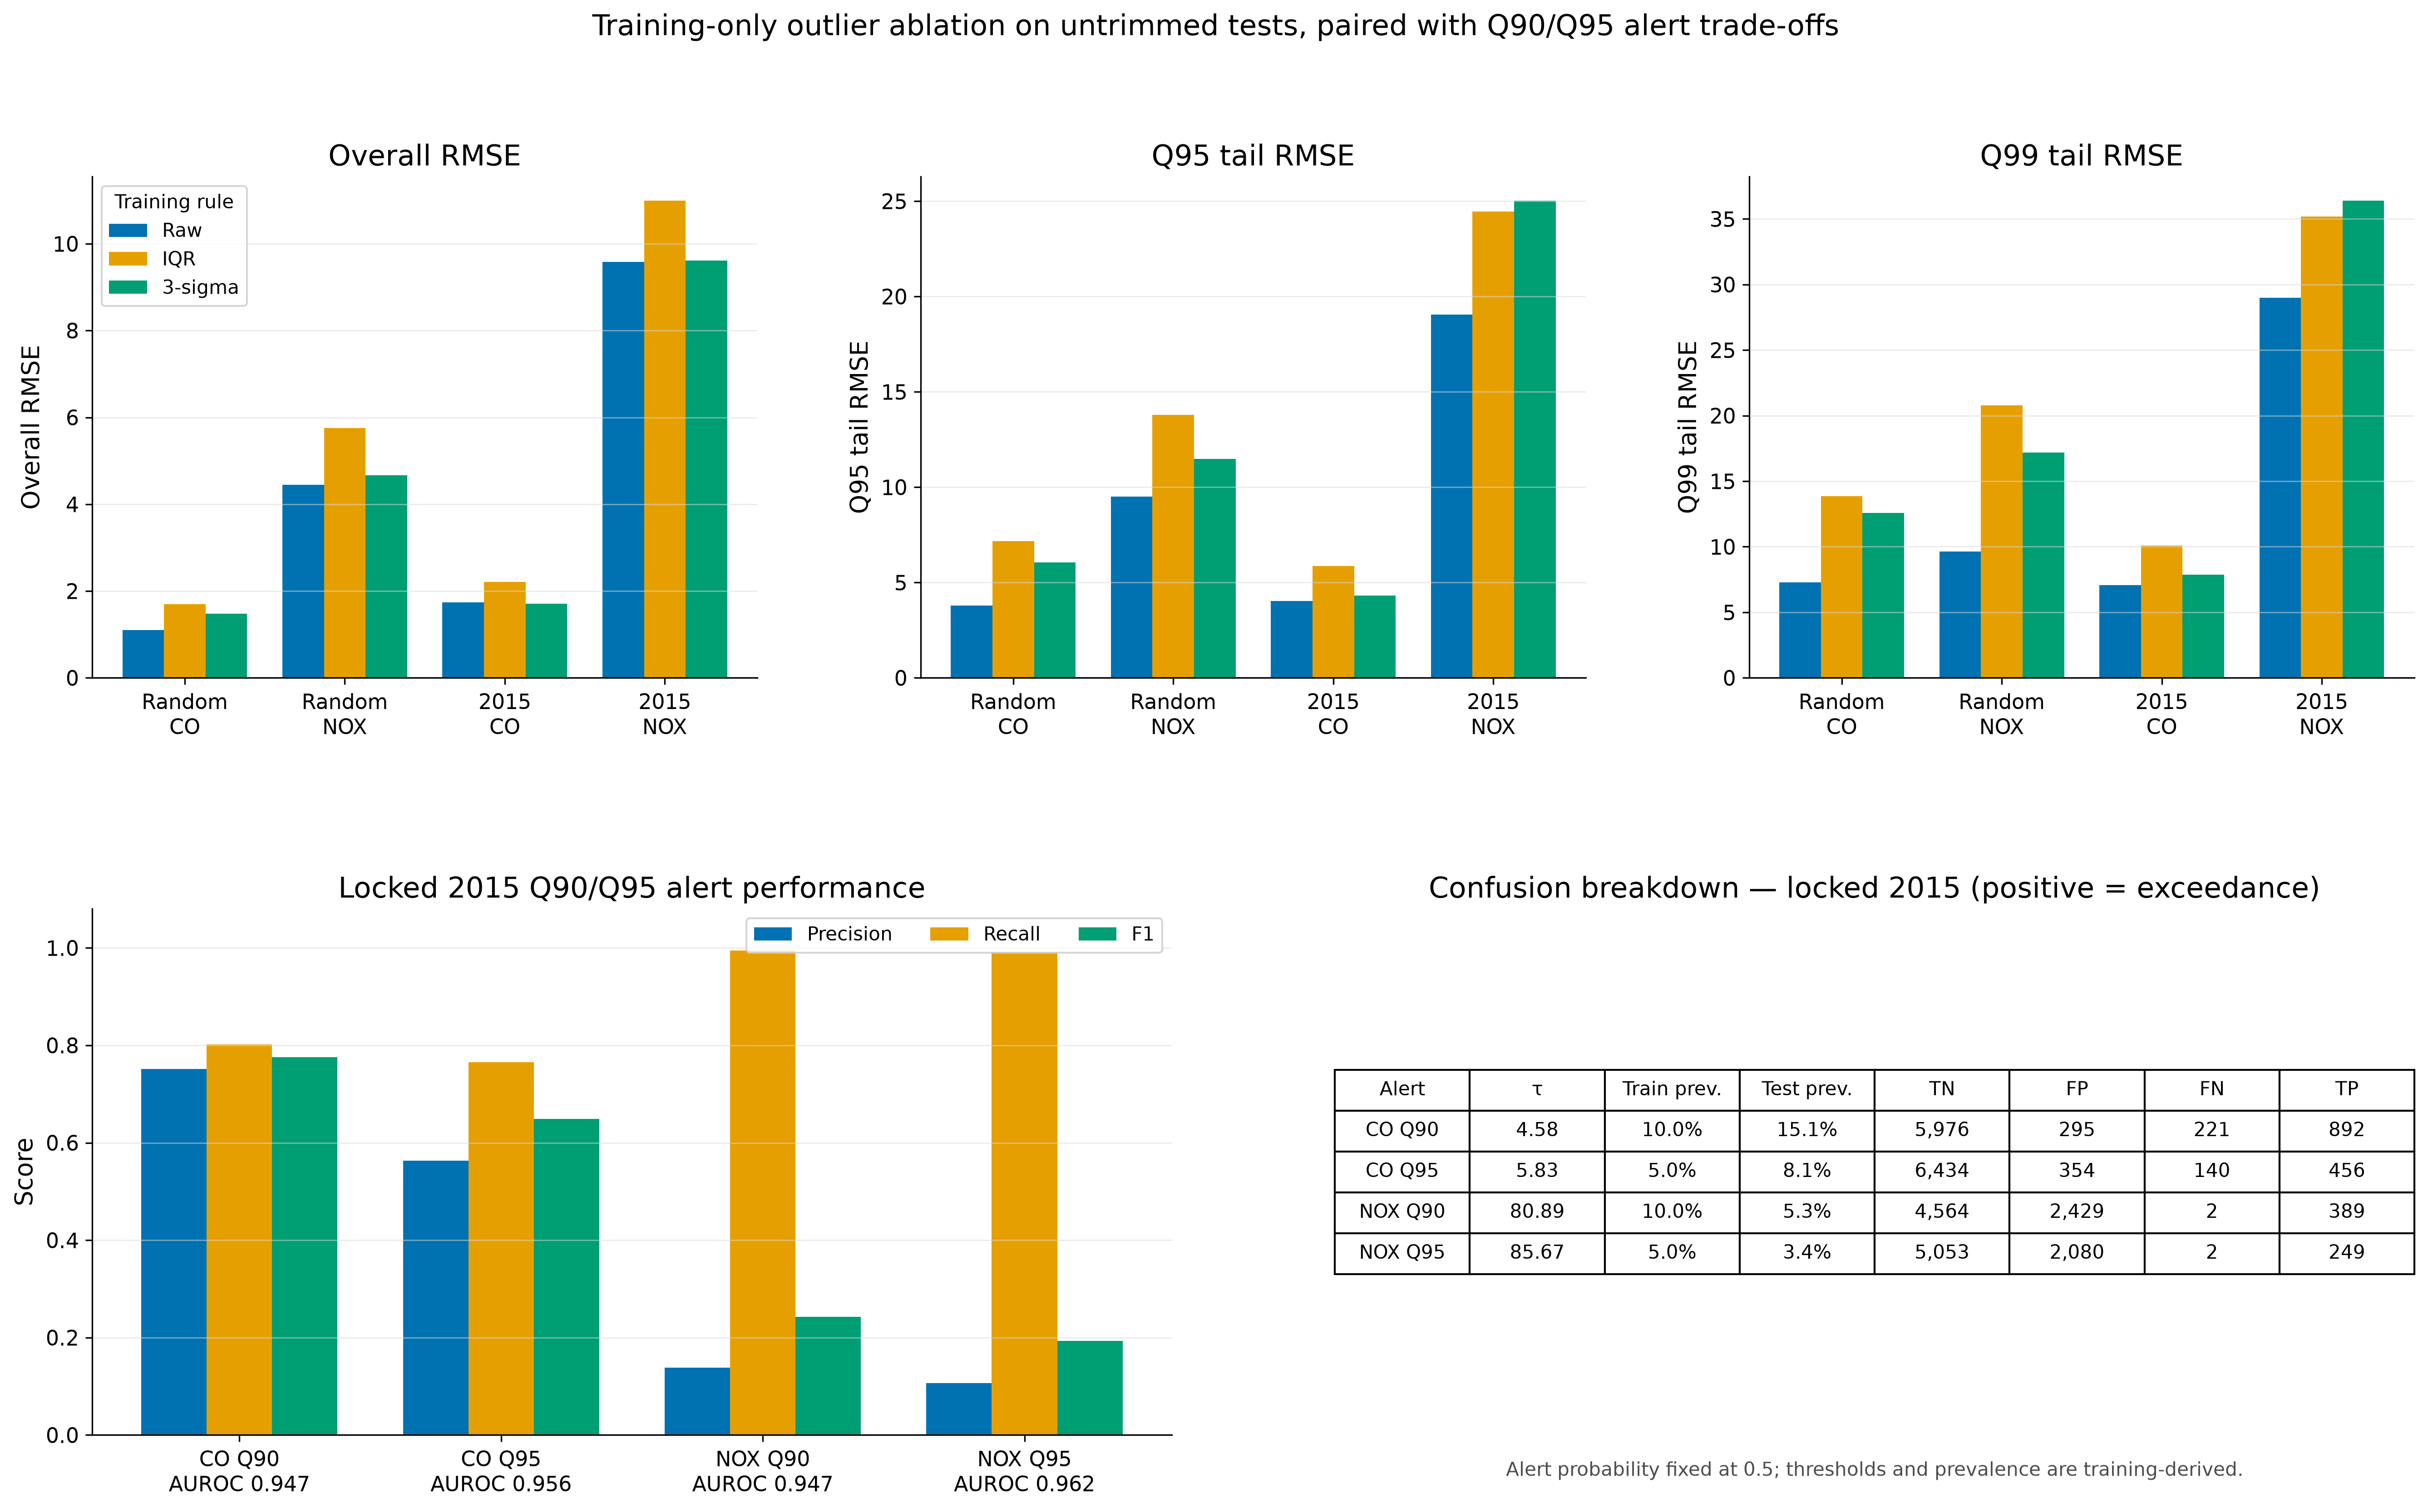 Training-only outlier ablation on untrimmed tests, paired with Q90/Q95 alert trade-offs
Overall RMSE
Overall RMSE
10
8
6
4
2
0
Training rule
Raw
IQR
3-sigma
Random
CO
Random
NOX
2015
CO
2015
NOX
Q95 tail RMSE
Q95 tail RMSE
25
20
15
10
5
0
Random
CO
Random
NOX
2015
CO
2015
NOX
Q99 tail RMSE
Q99 tail RMSE
35
30
25
20
15
10
5
0
Random
CO
Random
NOX
2015
CO
2015
NOX
Locked 2015 Q90/Q95 alert performance
Score
1.0
0.8
0.6
0.4
0.2
0.0
Precision Recall F1
CO Q90
AUROC 0.947
CO Q95
AUROC 0.956
NOX Q90
AUROC 0.947
NOX Q95
AUROC 0.962
Confusion breakdown — locked 2015 (positive = exceedance)
Alert τ Train prev. Test prev. TN FP FN TP
CO Q90 4.58 10.0% 15.1% 5,976 295 221 892
CO Q95 5.83 5.0% 8.1% 6,434 354 140 456
NOX Q90 80.89 10.0% 5.3% 4,564 2,429 2 389
NOX Q95 85.67 5.0% 3.4% 5,053 2,080 2 249
Alert probability fixed at 0.5; thresholds and prevalence are training-derived.